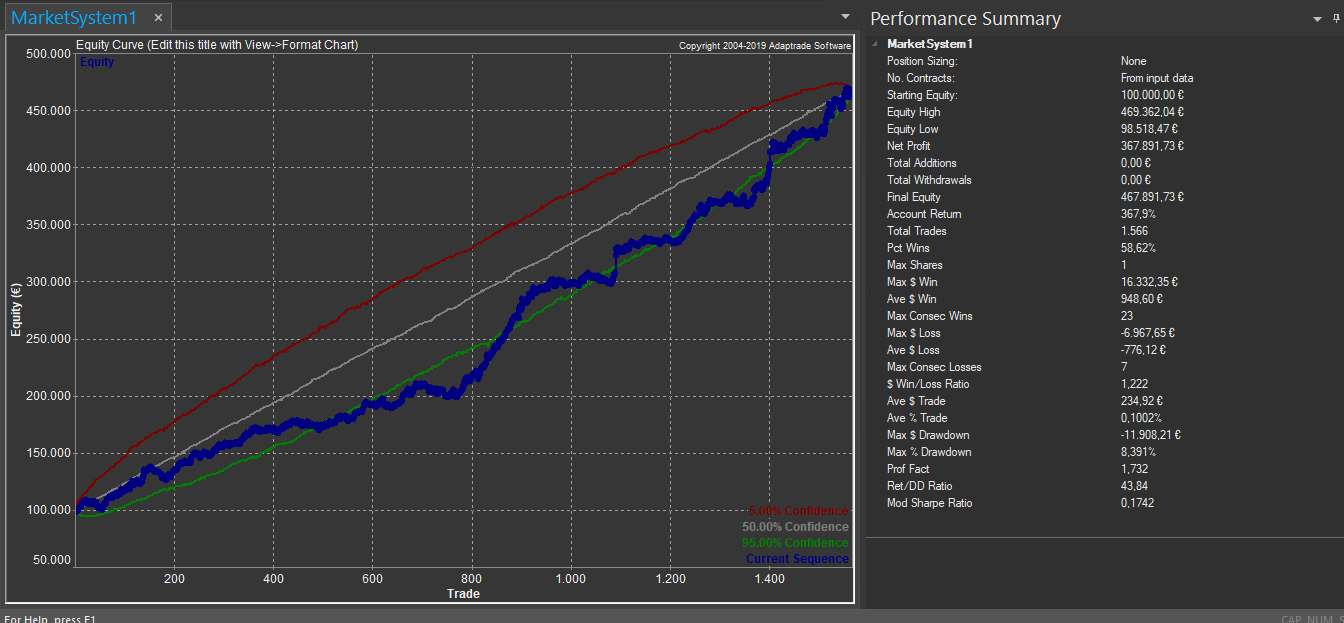 MarketSystem1 ×
Equity Curve (Edit this title with View->Format Chart)
Copyright 2004-2019 Adaptrade Software
Equity
500.000
450.000
400.000
350.000
300.000
250.000
200.000
150.000
100.000
50.000
Equity (€)
5.00% Confidence
50.00% Confidence
95.00% Confidence
Current Sequence
200 400 600 800 1.000 1.200 1.400
Trade
Performance Summary
MarketSystem1
Position Sizing: None
No. Contracts: From input data
Starting Equity: 100.000,00 €
Equity High 469.362,04 €
Equity Low 98.518,47 €
Net Profit 367.891,73 €
Total Additions 0,00 €
Total Withdrawals 0,00 €
Final Equity 467.891,73 €
Account Return 367,9%
Total Trades 1.566
Pct Wins 58,62%
Max Shares 1
Max $ Win 16.332,35 €
Ave $ Win 948,60 €
Max Consec Wins 23
Max $ Loss -6.967,65 €
Ave $ Loss -776,12 €
Max Consec Losses 7
$ Win/Loss Ratio 1,222
Ave $ Trade 234,92 €
Ave % Trade 0,1002%
Max $ Drawdown -11.908,21 €
Max % Drawdown 8,391%
Prof Fact 1,732
Ret/DD Ratio 43,84
Mod Sharpe Ratio 0,1742
For Help, press F1
CAP NUM S